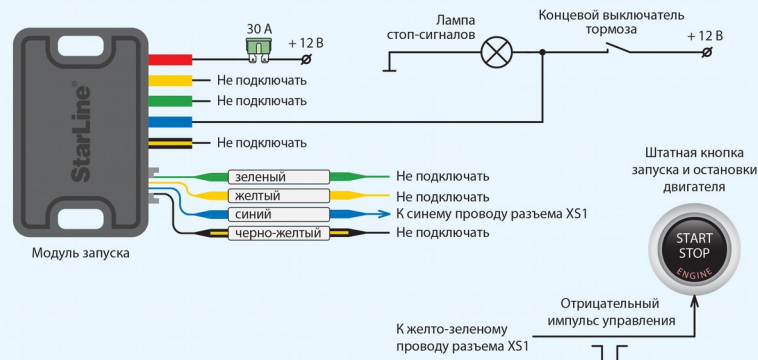 30 А
+ 12 В
Лампа
стоп-сигналов
Концевой выключатель
тормоза
+ 12 В
Не подключать
Не подключать
Не подключать
StarLine®
Модуль запуска
зеленый
Не подключать
желтый
Не подключать
синий
К синему проводу разъема XS1
черно-желтый
Не подключать
Штатная кнопка
запуска и остановки
двигателя
START
STOP
ENGINE
Отрицательный
импульс управления
К желто-зеленому
проводу разъема XS1